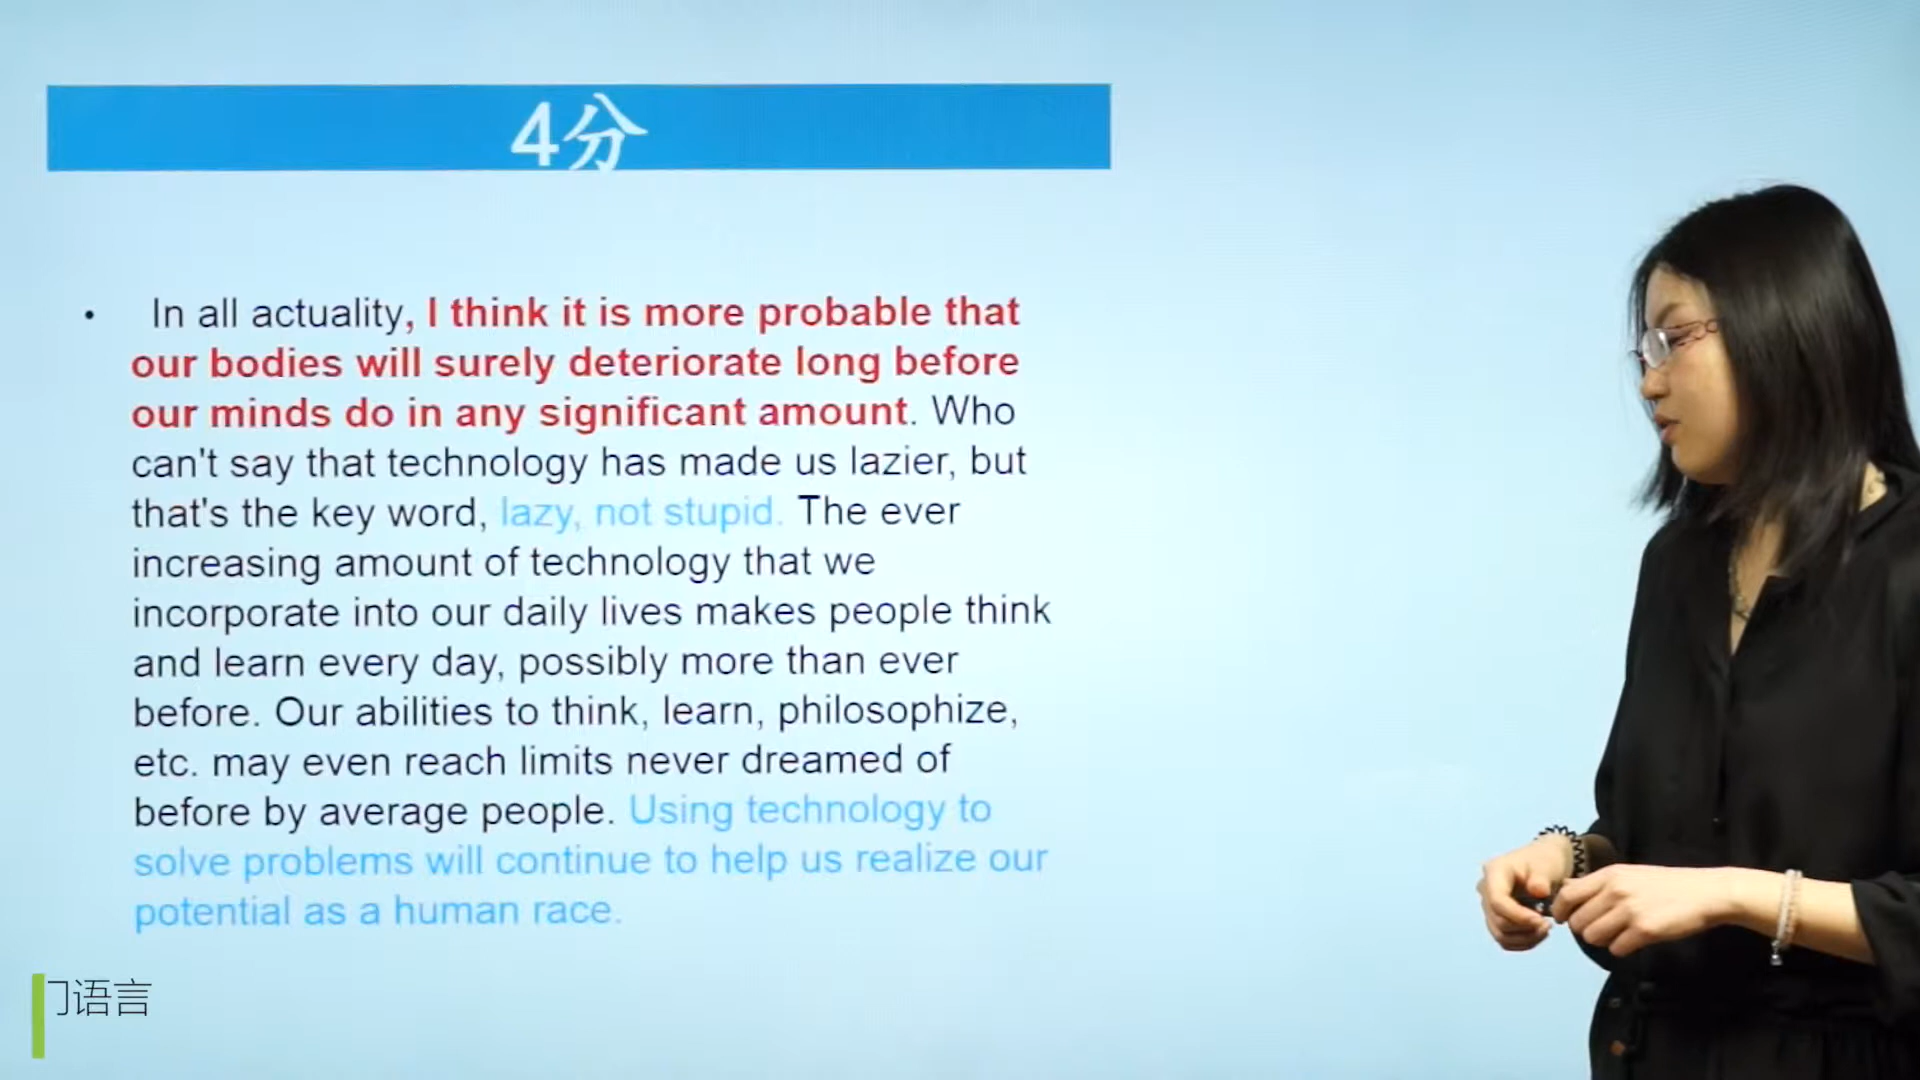 4分
• In all actuality, I think it is more probable that
our bodies will surely deteriorate long before
our minds do in any significant amount. Who
can't say that technology has made us lazier, but
that's the key word, lazy, not stupid. The ever
increasing amount of technology that we
incorporate into our daily lives makes people think
and learn every day, possibly more than ever
before. Our abilities to think, learn, philosophize,
etc. may even reach limits never dreamed of
before by average people. Using technology to
solve problems will continue to help us realize our
potential as a human race.
语言